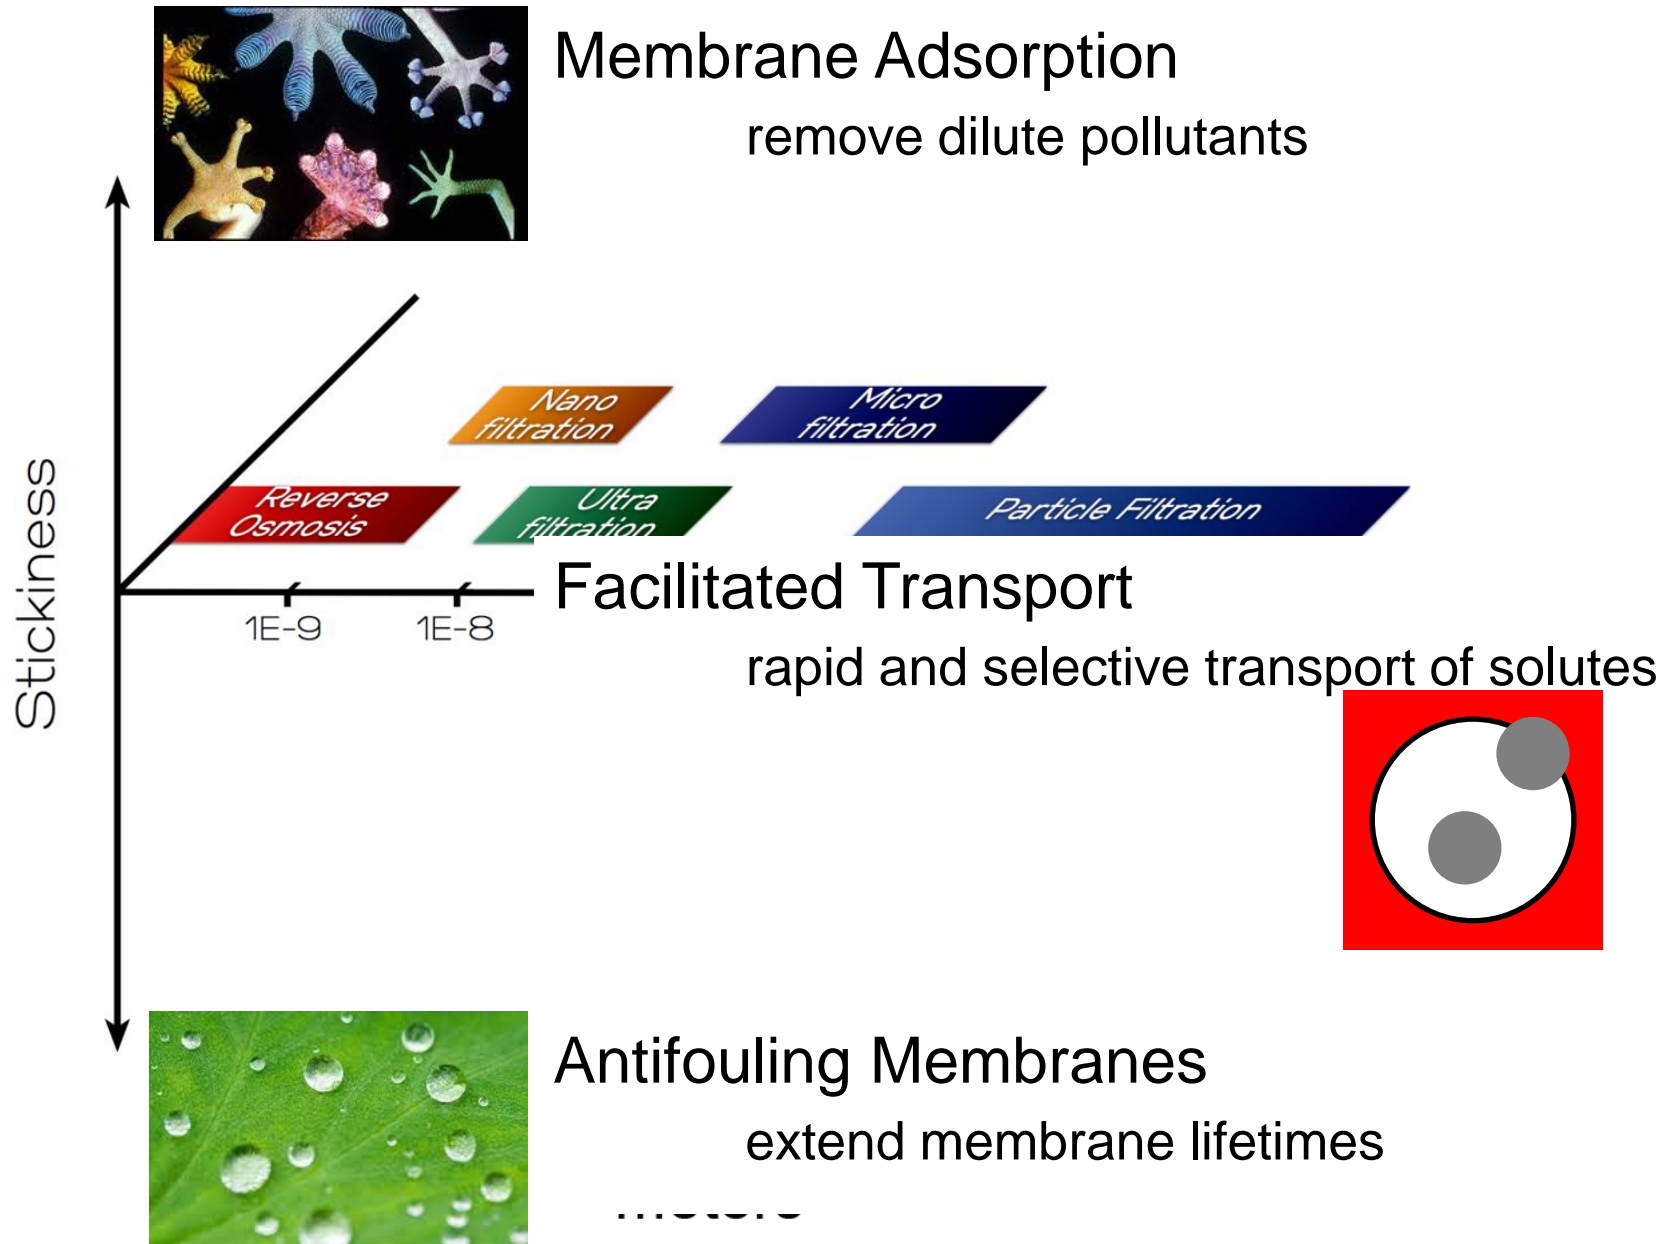 Membrane Adsorption
remove dilute pollutants
Nano
filtration
Micro
filtration
Reverse
Osmosis
Ultra
filtration
Particle Filtration
Stickiness
Facilitated Transport
1E-9 1E-8
rapid and selective transport of solutes
Antifouling Membranes
extend membrane lifetimes